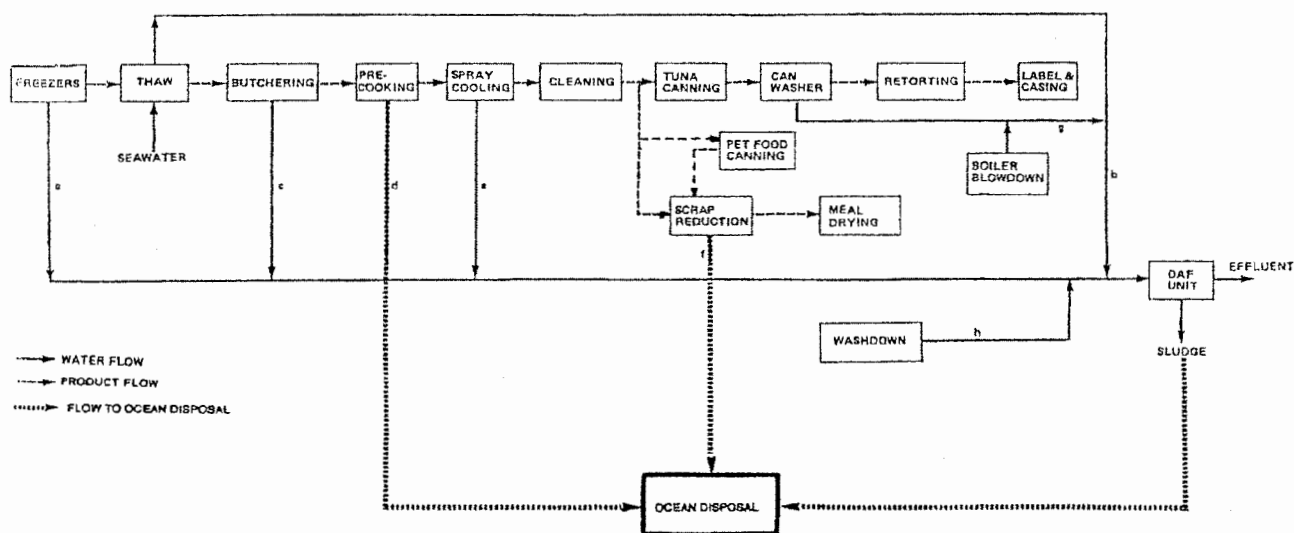 FREEZERS
THAW
BUTCHERING
PRE-
COOKING
SPRAY
COOLING
CLEANING
TUNA
CANNING
CAN
WASHER
RETORTING
LABEL &
CASING
SEAWATER
PET FOOD
CANNING
BOILER
BLOWDOWN
g
a
c
d
e
b
SCRAP
REDUCTION
MEAL
DRYING
f
DAF
UNIT
EFFLUENT
WASHDOWN
h
SLUDGE
WATER FLOW
PRODUCT FLOW
FLOW TO OCEAN DISPOSAL
OCEAN DISPOSAL